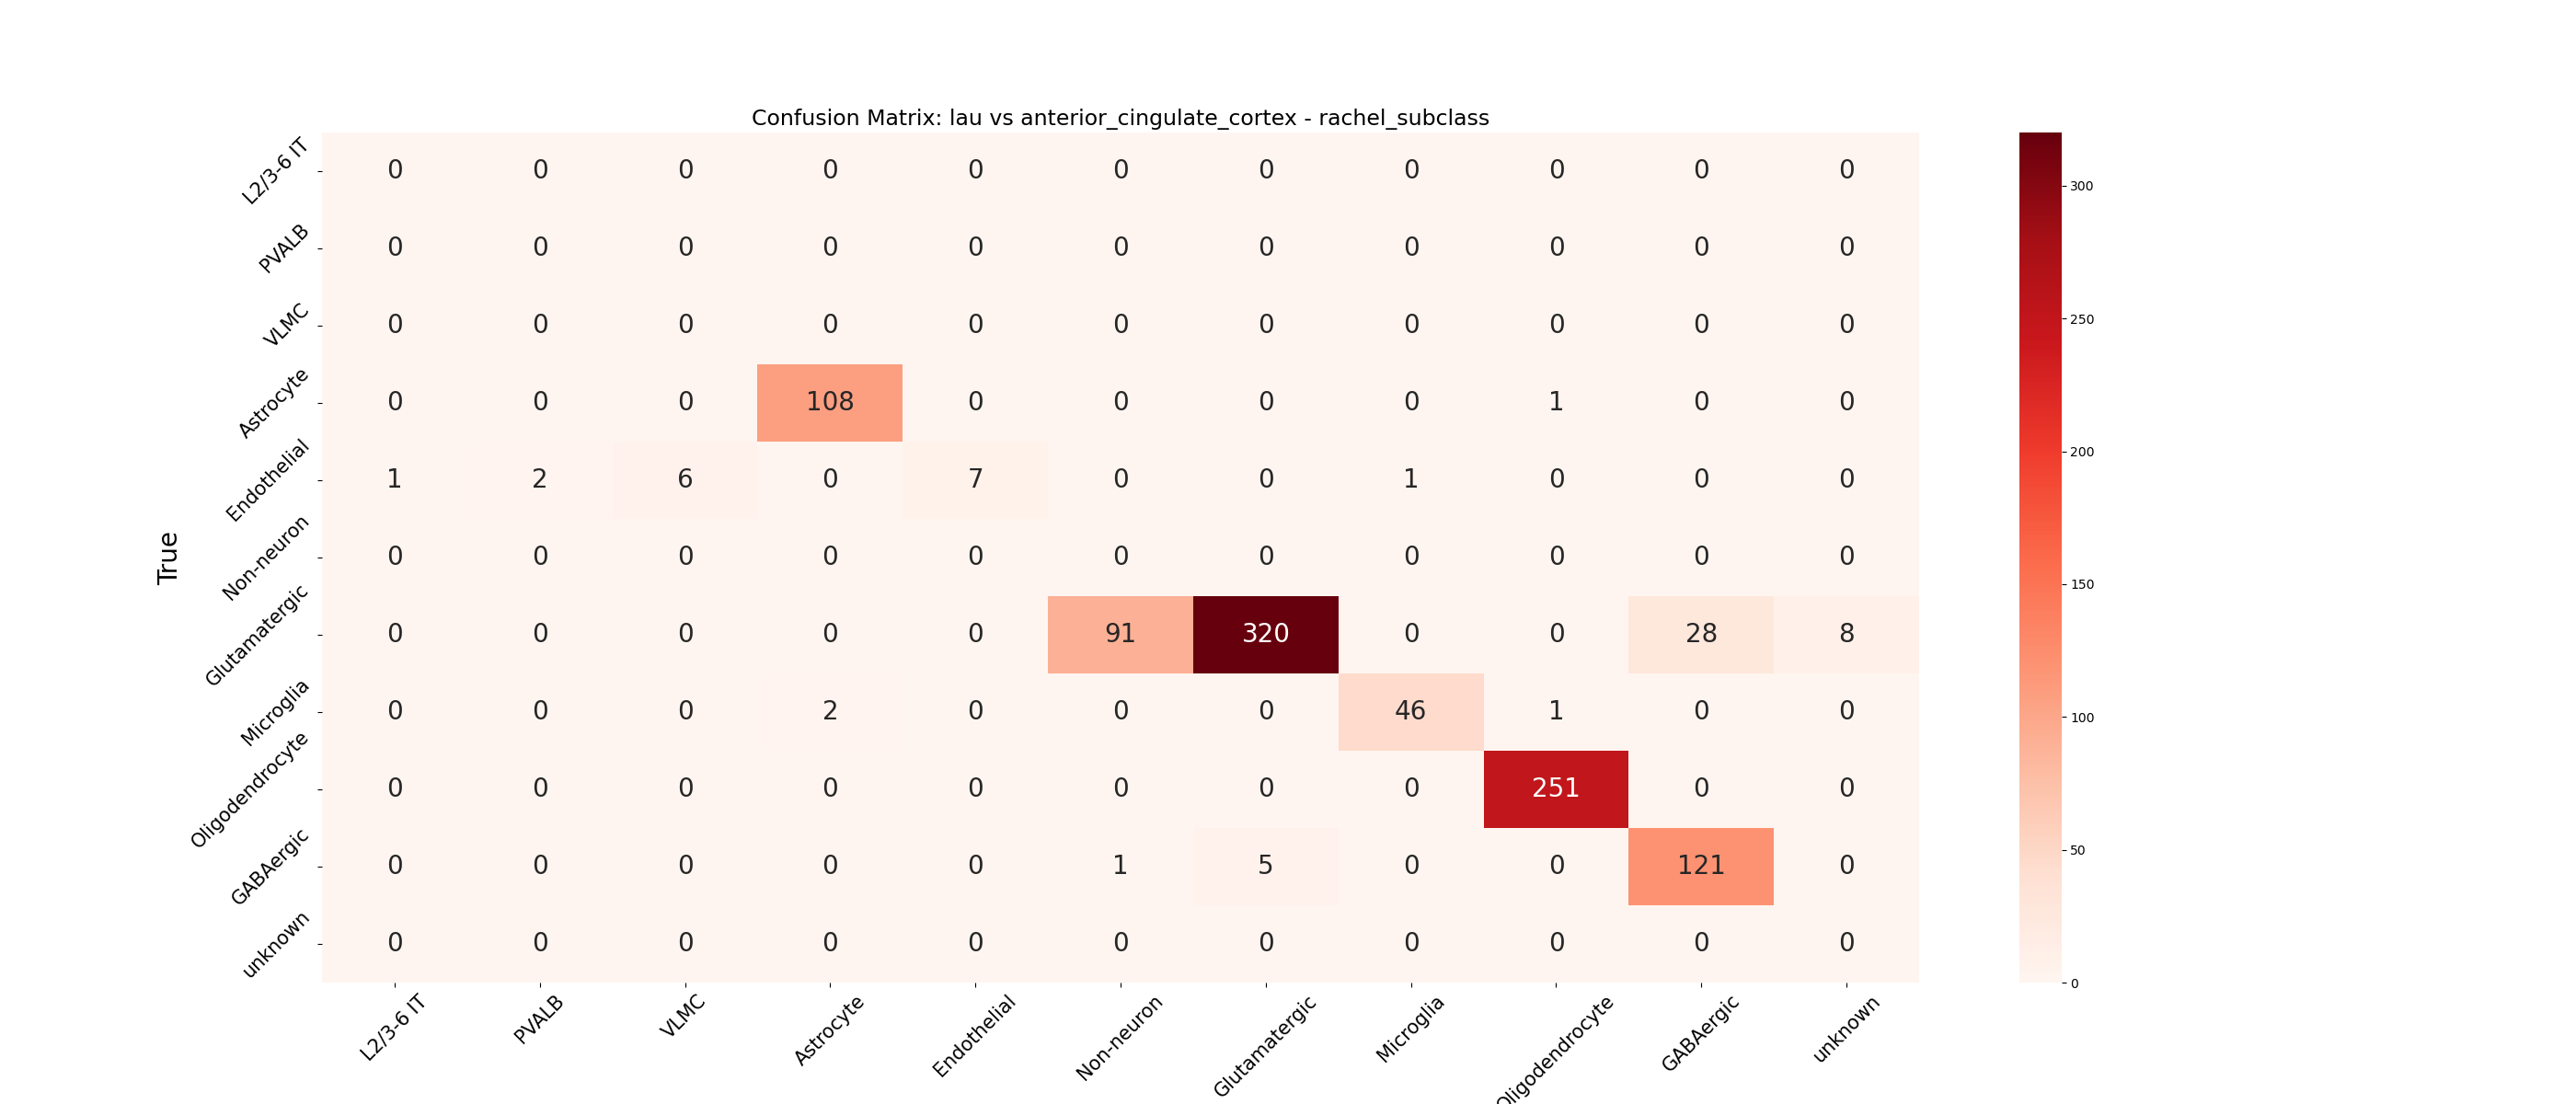 Confusion Matrix: lau vs anterior_cingulate_cortex - rachel_subclass
L2/3-6 IT 0 0 0 0 0 0 0 0 0 0 0
PVALB 0 0 0 0 0 0 0 0 0 0 0
VLMC 0 0 0 0 0 0 0 0 0 0 0
Astrocyte 0 0 0 108 0 0 0 0 1 0 0
Endothelial 1 2 6 0 7 0 0 1 0 0 0
Non-neuron 0 0 0 0 0 0 0 0 0 0 0
Glutamatergic 0 0 0 0 0 91 320 0 0 28 8
Microglia 0 0 0 2 0 0 0 46 1 0 0
Oligodendrocyte 0 0 0 0 0 0 0 0 251 0 0
GABAergic 0 0 0 0 0 1 5 0 0 121 0
unknown 0 0 0 0 0 0 0 0 0 0 0
True
L2/3-6 IT PVALB VLMC Astrocyte Endothelial Non-neuron Glutamatergic Microglia Oligodendrocyte GABAergic unknown
300
250
200
150
100
50
0